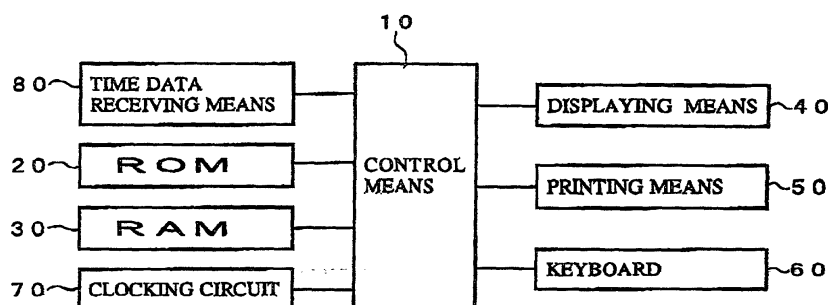 10
80
TIME DATA
RECEIVING MEANS
20
ROM
30
RAM
70
CLOCKING CIRCUIT
CONTROL
MEANS
DISPLAYING MEANS
40
PRINTING MEANS
50
KEYBOARD
60